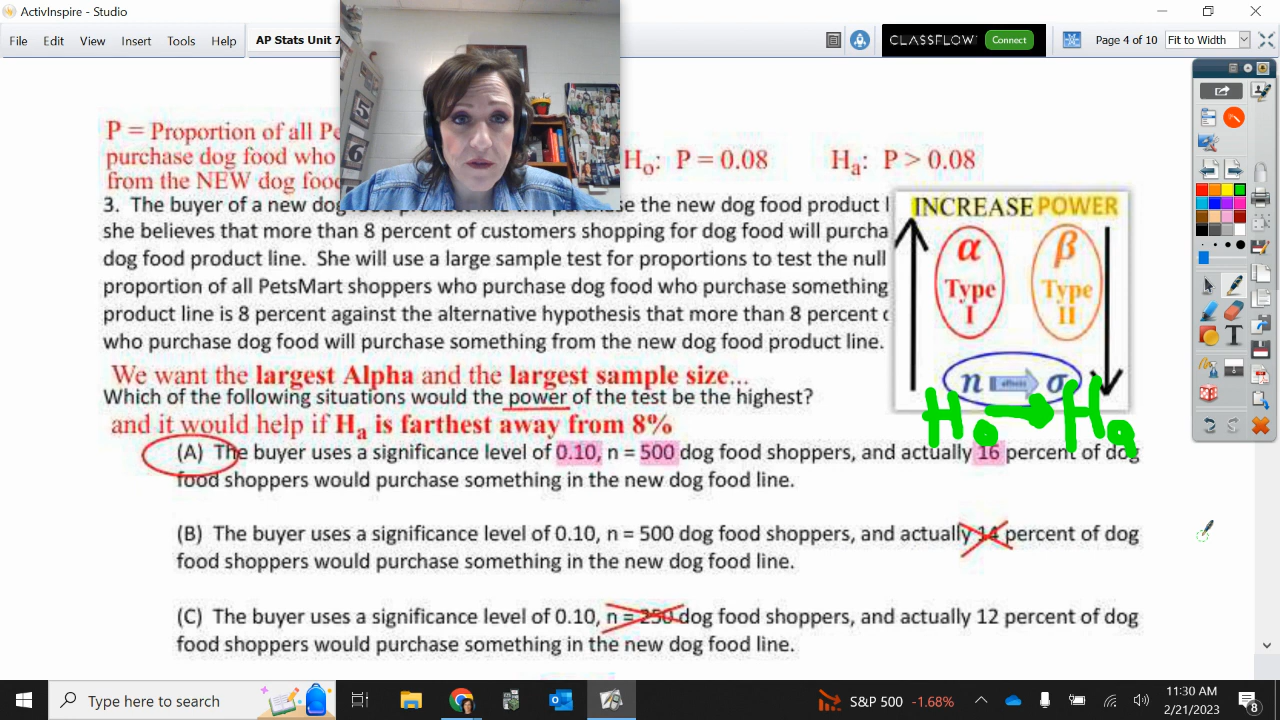 ActivInspire - Studio
File Edit View Insert Tools Help AP Stats Unit 7
CLASSFLOW Connect Page 4 of 10 Fit to Width
P = Proportion of all Pe
purchase dog food who
from the NEW dog food
Ho: P = 0.08 Ha: P > 0.08
3. The buyer of a new dog the new dog food product
she believes that more than 8 percent of customers shopping for dog food will purcha
dog food product line. She will use a large sample test for proportions to test the null
proportion of all PetsMart shoppers who purchase dog food who purchase something
product line is 8 percent against the alternative hypothesis that more than 8 percent
who purchase dog food will purchase something from the new dog food product line.
INCREASE POWER
α β
Type Type
I II
n affects σ
Ho Ha
We want the largest Alpha and the largest sample size...
Which of the following situations would the power of the test be the highest?
and it would help if Ha is farthest away from 8%
(A) The buyer uses a significance level of 0.10, n = 500 dog food shoppers, and actually 16 percent of dog
food shoppers would purchase something in the new dog food line.
(B) The buyer uses a significance level of 0.10, n = 500 dog food shoppers, and actually 14 percent of dog
food shoppers would purchase something in the new dog food line.
(C) The buyer uses a significance level of 0.10, n = 250 dog food shoppers, and actually 12 percent of dog
food shoppers would purchase something in the new dog food line.
Type here to search
S&P 500 -1.68%
11:30 AM
2/21/2023
8
5
6